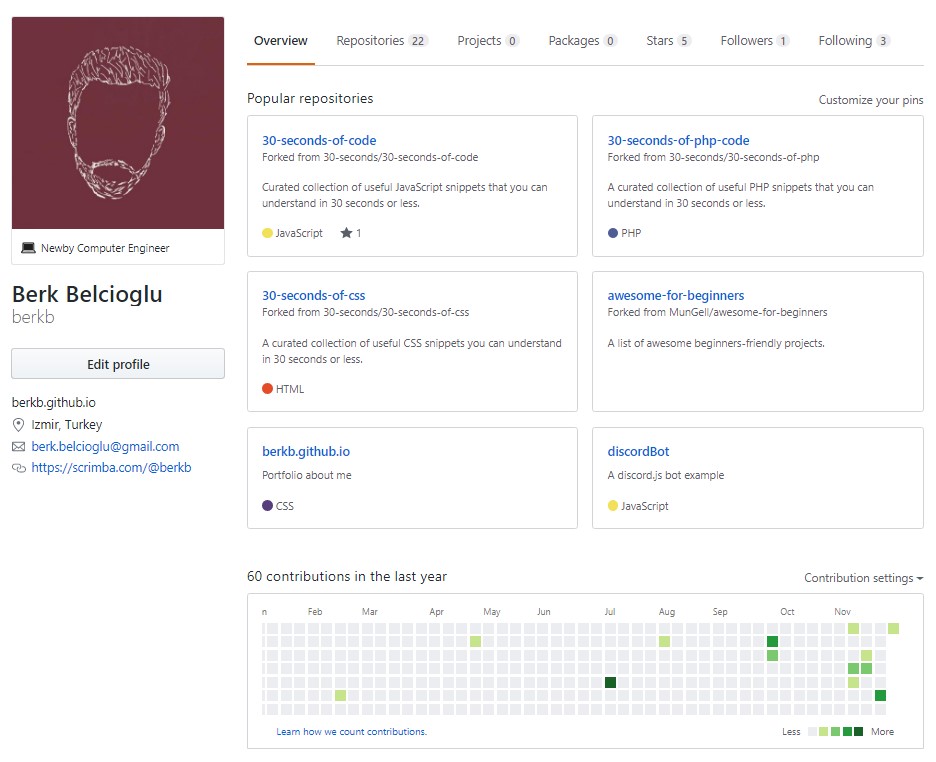 Overview Repositories 22 Projects 0 Packages 0 Stars 5 Followers 1 Following 3
Newby Computer Engineer
Berk Belcioglu
berkb
Edit profile
berkb.github.io
Izmir, Turkey
berk.belcioglu@gmail.com
https://scrimba.com/@berkb
Popular repositories Customize your pins
30-seconds-of-code
Forked from 30-seconds/30-seconds-of-code
Curated collection of useful JavaScript snippets that you can
understand in 30 seconds or less.
JavaScript 1
30-seconds-of-php-code
Forked from 30-seconds/30-seconds-of-php
A curated collection of useful PHP snippets that you can
understand in 30 seconds or less.
PHP
30-seconds-of-css
Forked from 30-seconds/30-seconds-of-css
A curated collection of useful CSS snippets you can understand
in 30 seconds or less.
HTML
awesome-for-beginners
Forked from MunGell/awesome-for-beginners
A list of awesome beginners-friendly projects.
berkb.github.io
Portfolio about me
CSS
discordBot
A discord.js bot example
JavaScript
60 contributions in the last year Contribution settings
n Feb Mar Apr May Jun Jul Aug Sep Oct Nov
Learn how we count contributions. Less More